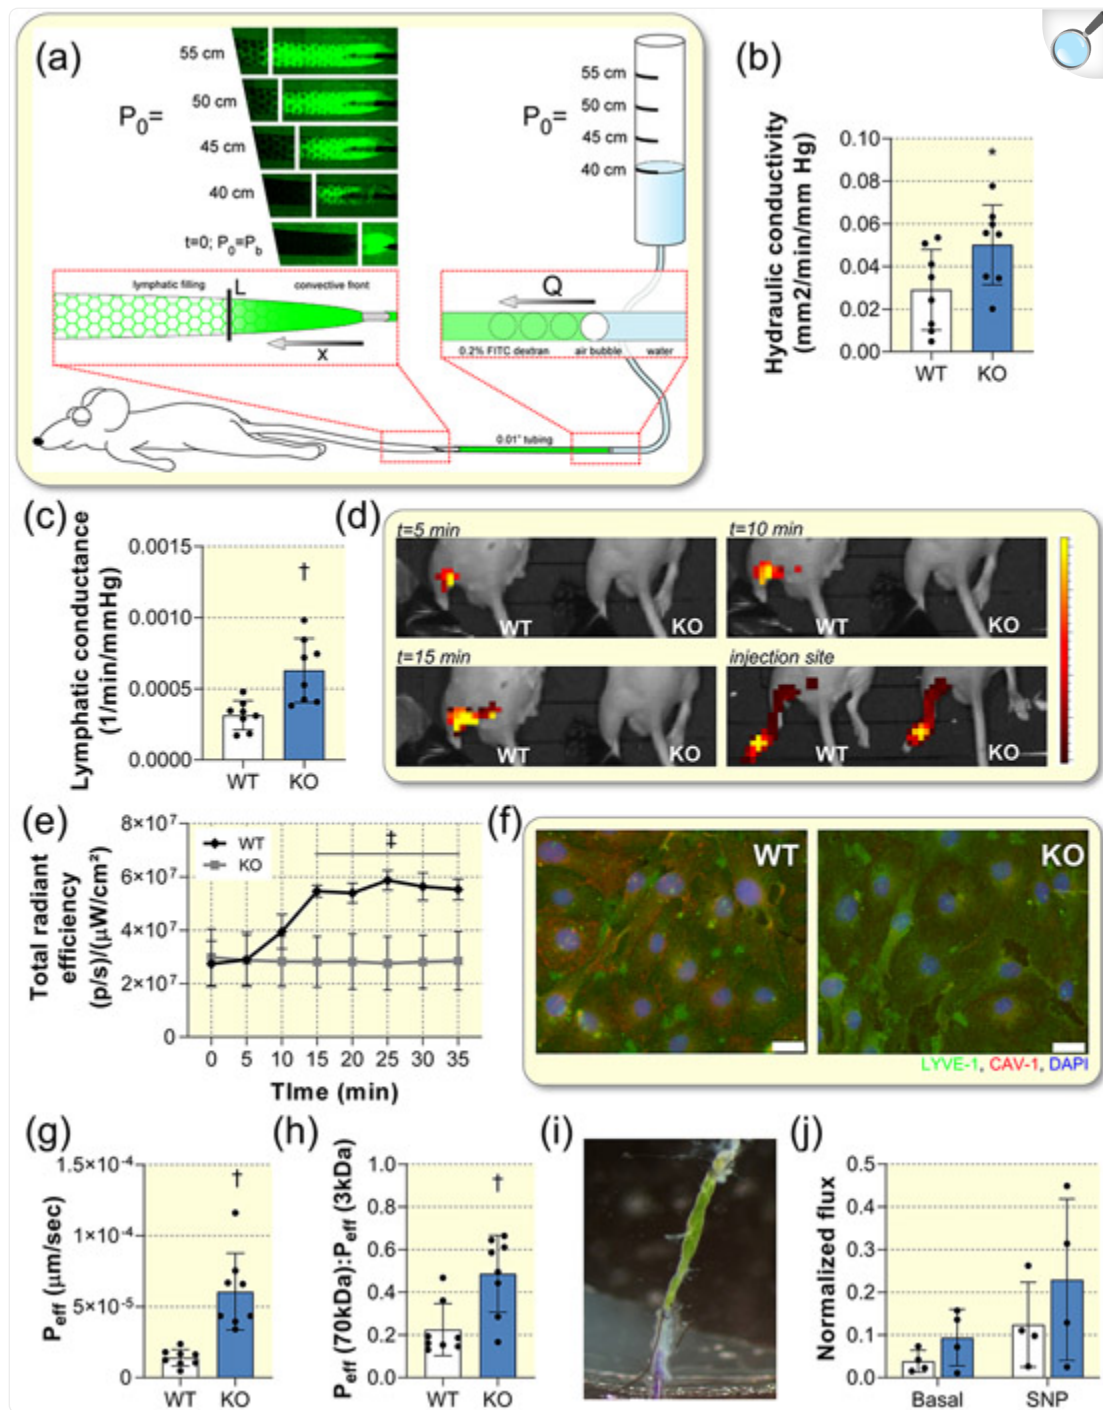 (a)
55 cm
50 cm
P0=
45 cm
40 cm
t=0; P0=Pb
55 cm
50 cm
P0=
45 cm
40 cm
lymphatic filling
L
convective front
x
Q
0.2% FITC dextran
air bubble
water
0.01" tubing
(b)
Hydraulic conductivity
(mm2/min/mm Hg)
0.10
0.08
0.06
0.04
0.02
0.00
*
WT
KO
(c)
Lymphatic conductance
(1/min/mmHg)
0.0015
0.0010
0.0005
0.0000
†
WT
KO
(d)
t=5 min
WT
KO
t=10 min
WT
KO
t=15 min
WT
KO
injection site
WT
KO
(e)
Total radiant
efficiency
(p/s)/(µW/cm²)
8×10⁷
6×10⁷
4×10⁷
2×10⁷
0
WT
KO
‡
0 5 10 15 20 25 30 35
TIme (min)
(f)
WT
KO
LYVE-1, CAV-1, DAPI
(g)
Peff (µm/sec)
1.5×10⁻⁴
1×10⁻⁴
5×10⁻⁵
0
†
WT
KO
(h)
Peff (70kDa):Peff (3kDa)
1.0
0.8
0.6
0.4
0.2
0.0
†
WT
KO
(i)
(j)
Normalized flux
0.5
0.4
0.3
0.2
0.1
0.0
Basal
SNP